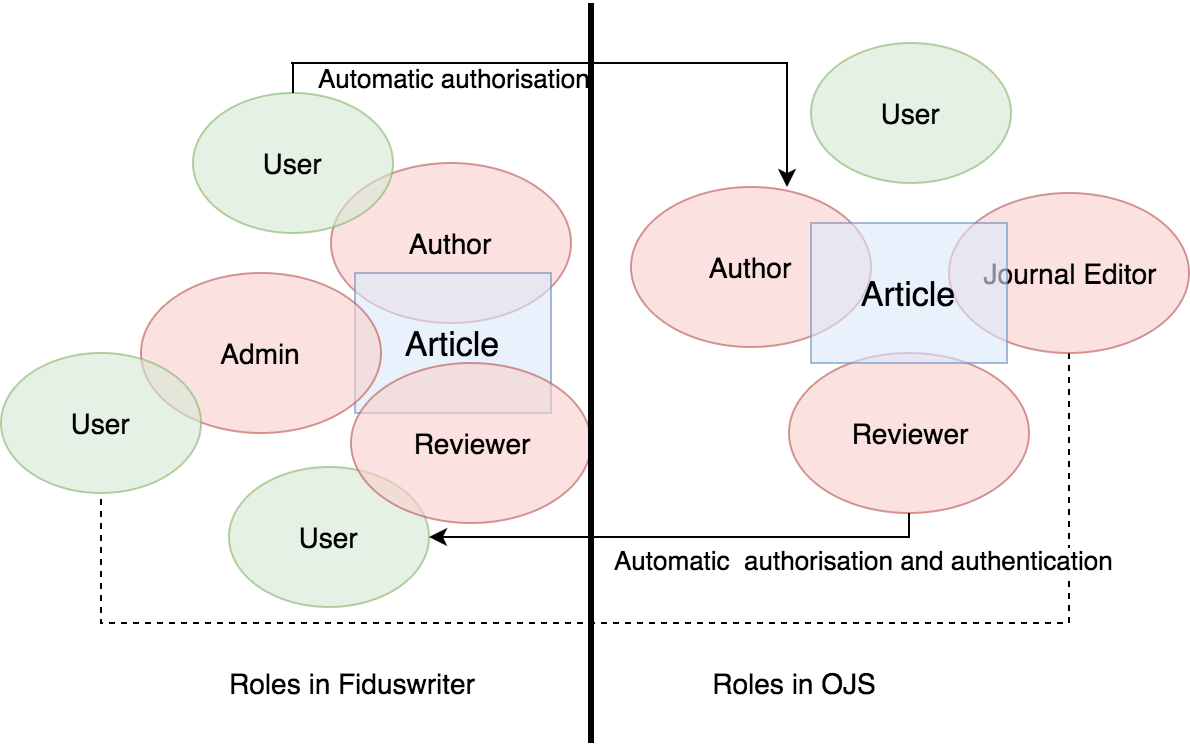 Automatic authorisation
User
Author
Admin
Article
User
Reviewer
User
Roles in Fiduswriter
User
Author
Article
Journal Editor
Reviewer
Automatic  authorisation and authentication
Roles in OJS